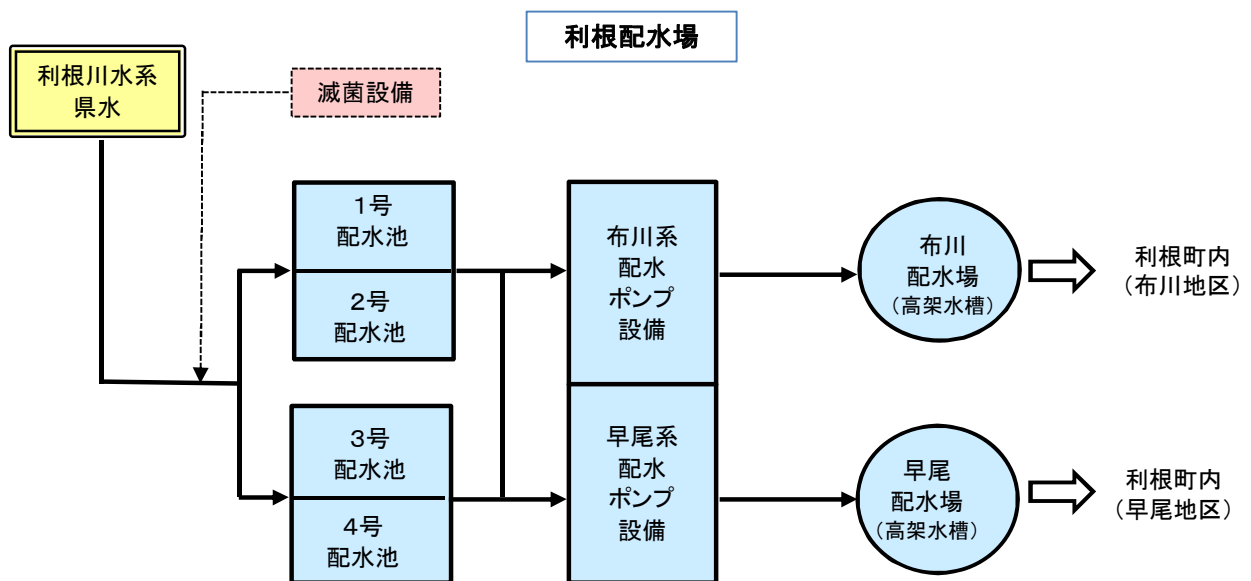 利根配水場
利根川水系
県水
滅菌設備
1号
配水池
2号
配水池
3号
配水池
4号
配水池
布川系
配水
ポンプ
設備
早尾系
配水
ポンプ
設備
布川
配水場
（高架水槽）
利根町内
（布川地区）
早尾
配水場
（高架水槽）
利根町内
（早尾地区）